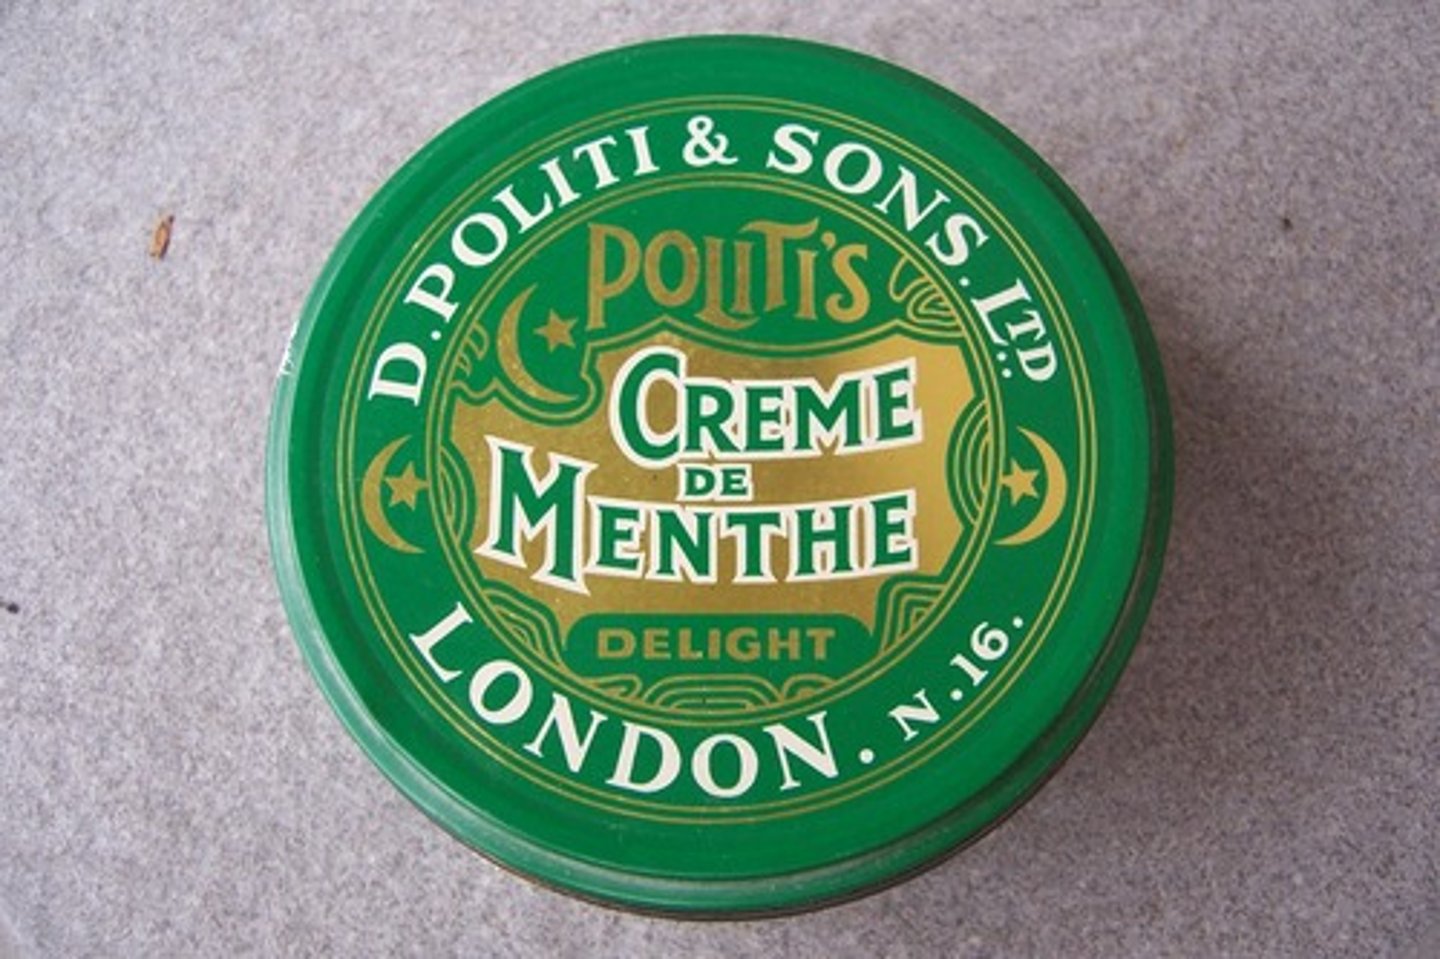 D. POLITI & SONS. LTD
POLITI'S
CREME
DE
MENTHE
DELIGHT
LONDON. N.16.